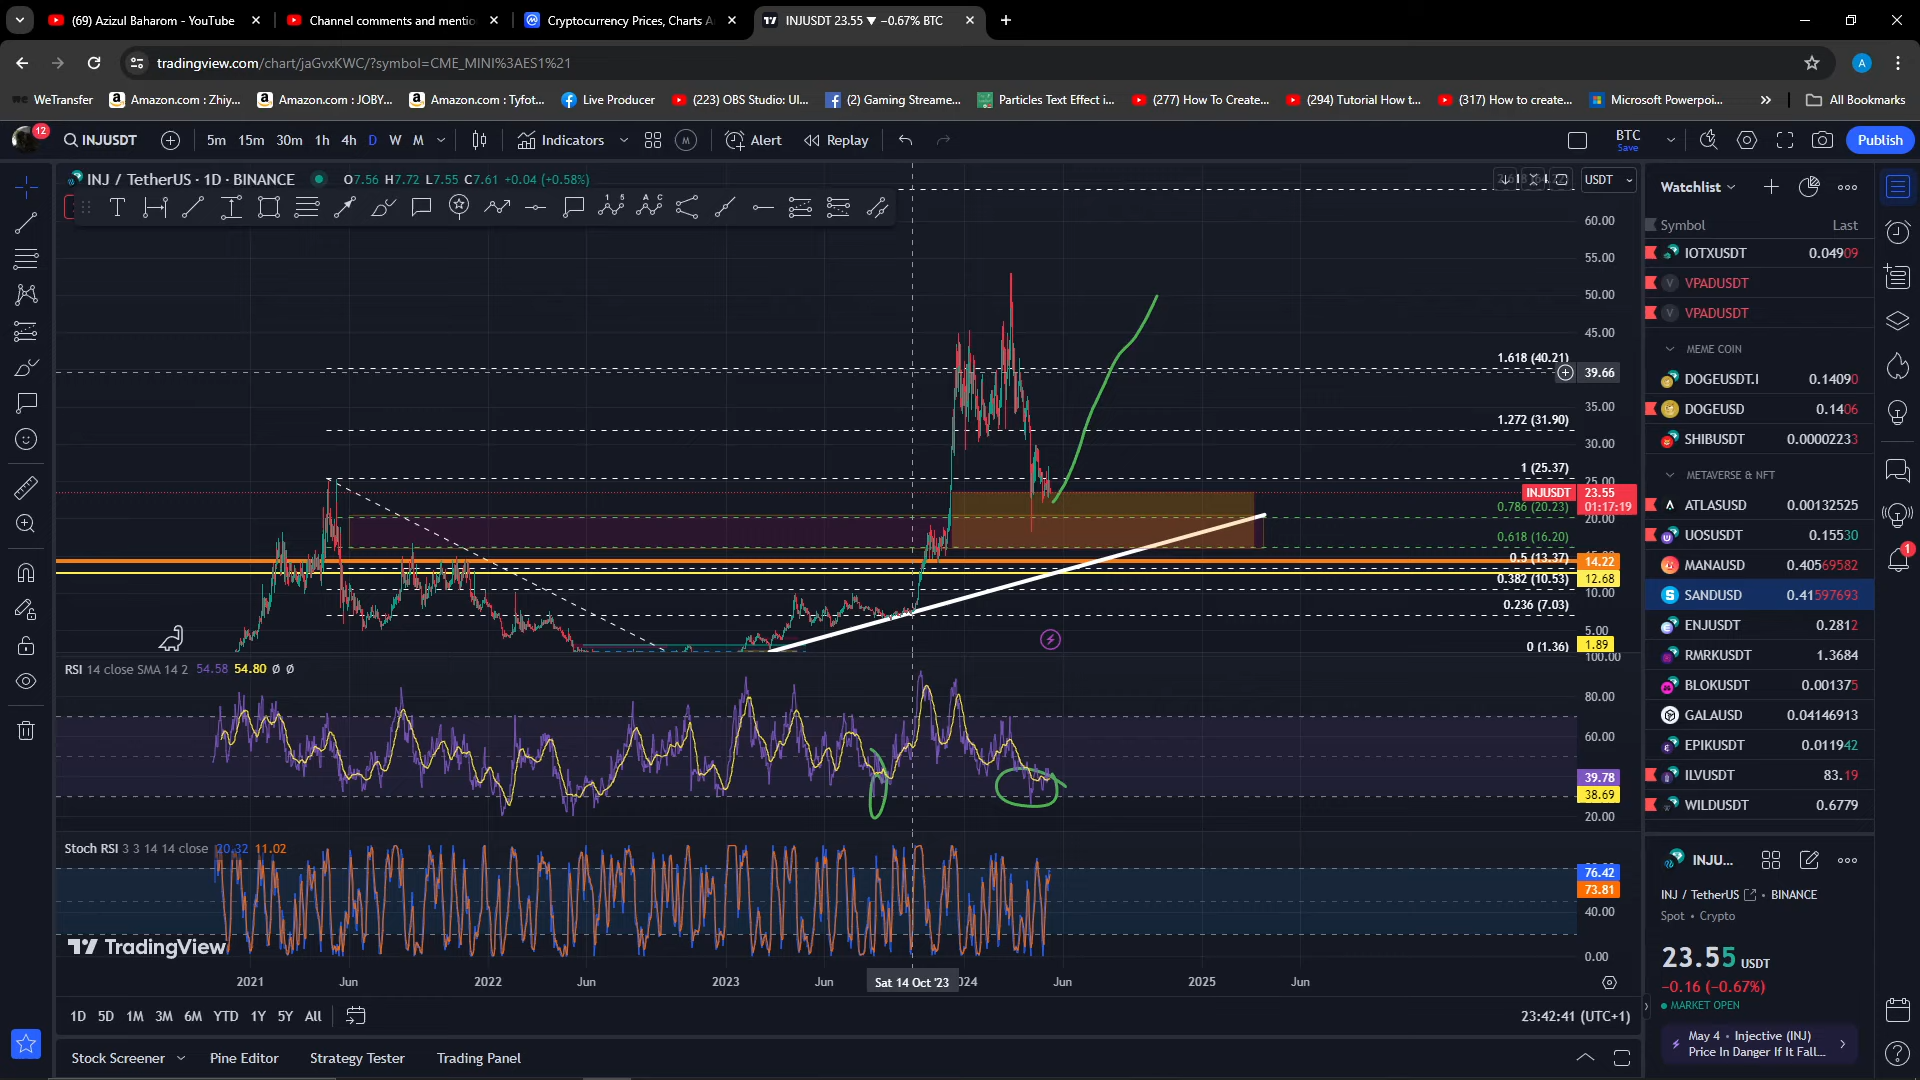 (69) Azizul Baharom - YouTube
Channel comments and mentio
Cryptocurrency Prices, Charts A
INJUSDT 23.55 ▼ −0.67% BTC
tradingview.com/chart/jaGvxKWC/?symbol=CME_MINI%3AES1%21
A
WeTransfer
Amazon.com : Zhiy...
Amazon.com : JOBY...
Amazon.com : Tyfot...
Live Producer
(223) OBS Studio: Ul...
(2) Gaming Streame...
Particles Text Effect i...
(277) How To Create...
(294) Tutorial How t...
(317) How to create...
Microsoft Powerpoi...
All Bookmarks
12
INJUSDT
5m 15m 30m 1h 4h D W M
Indicators
M
Alert
Replay
BTC
Save
Publish
INJ / TetherUS · 1D · BINANCE
O7.56 H7.72 L7.55 C7.61 +0.04 (+0.58%)
USDT
60.00
55.00
50.00
45.00
1.618 (40.21)
39.66
35.00
1.272 (31.90)
30.00
1 (25.37)
25.00
INJUSDT 23.55
01:17:19
0.786 (20.23)
20.00
0.618 (16.20)
0.5 (13.37)
14.22
0.382 (10.53)
12.68
10.00
0.236 (7.03)
5.00
0 (1.36)
1.89
RSI 14 close SMA 14 2 54.58 54.80 Ø Ø
100.00
80.00
60.00
39.78
38.69
20.00
Stoch RSI 3 3 14 14 close 20.32 11.02
76.42
73.81
40.00
0.00
TradingView
2021 Jun 2022 Jun 2023 Jun Sat 14 Oct '23 024 Jun 2025 Jun
1D 5D 1M 3M 6M YTD 1Y 5Y All
23:42:41 (UTC+1)
Stock Screener
Pine Editor
Strategy Tester
Trading Panel
Watchlist
Symbol Last
IOTXUSDT 0.04909
VPADUSDT
VPADUSDT
MEME COIN
DOGEUSDT.I 0.14090
DOGEUSD 0.1406
SHIBUSDT 0.00002233
METAVERSE & NFT
ATLASUSD 0.00132525
UOSUSDT 0.15530
MANAUSD 0.40569582
SANDUSD 0.41597693
ENJUSDT 0.2812
RMRKUSDT 1.3684
BLOKUSDT 0.001375
GALAUSD 0.04146913
EPIKUSDT 0.011942
ILVUSDT 83.19
WILDUSDT 0.6779
INJU...
INJ / TetherUS • BINANCE
Spot • Crypto
23.55 USDT
−0.16 (−0.67%)
MARKET OPEN
May 4 • Injective (INJ)
Price In Danger If It Fall...
1